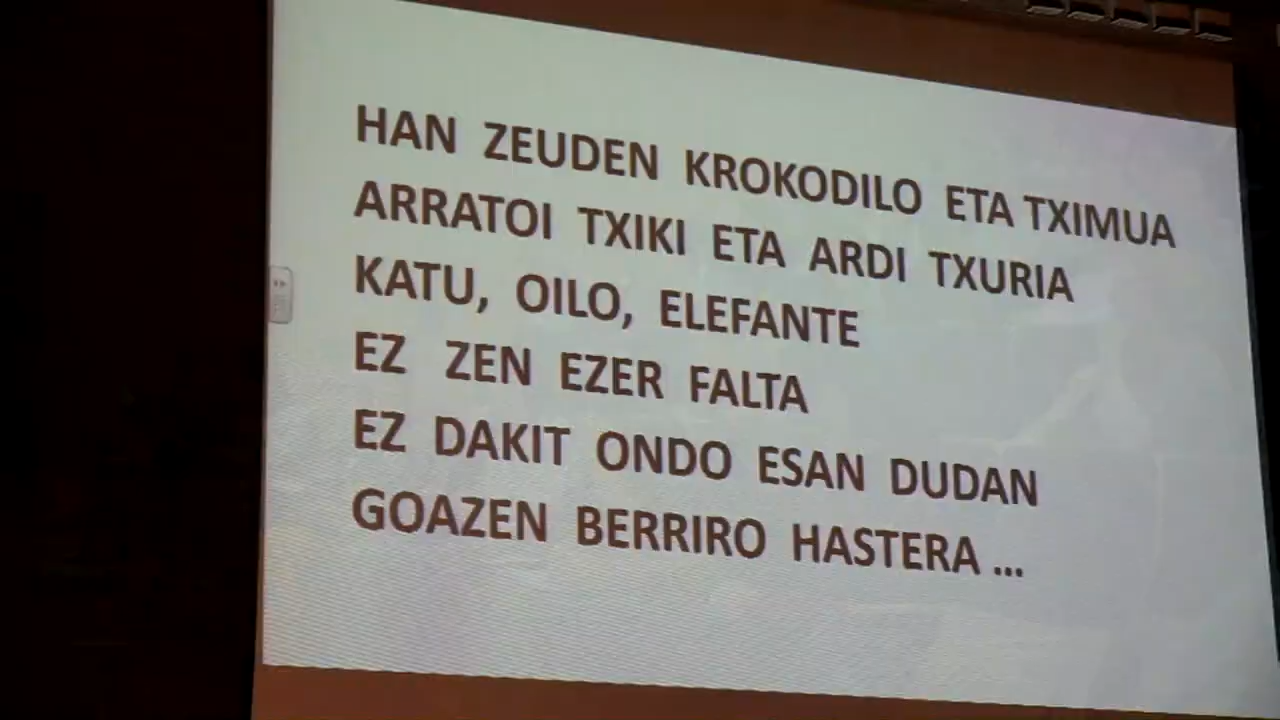 HAN ZEUDEN KROKODILO ETA TXIMUA
ARRATOI TXIKI ETA ARDI TXURIA
KATU, OILO, ELEFANTE
EZ ZEN EZER FALTA
EZ DAKIT ONDO ESAN DUDAN
GOAZEN BERRIRO HASTERA ...